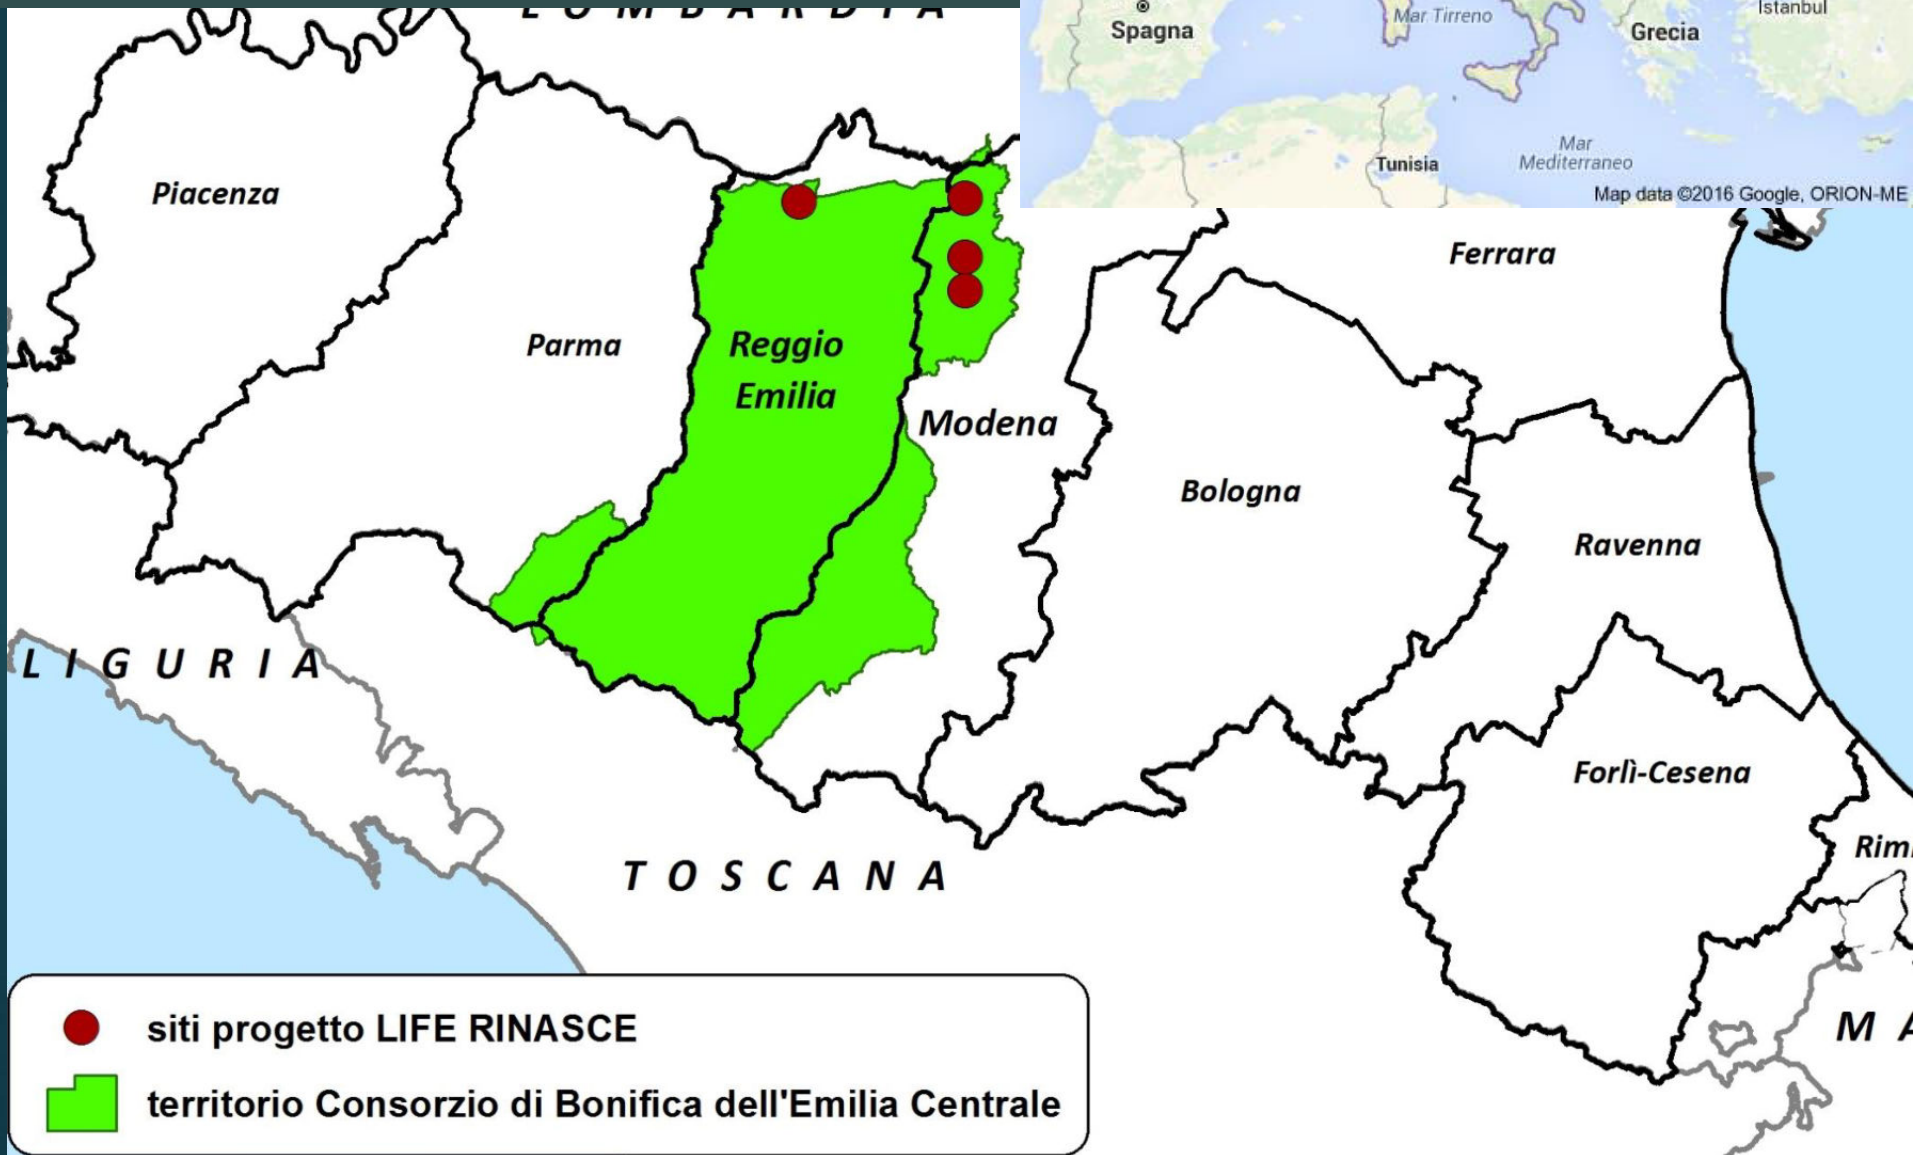 LOMBARDIA
Spagna
Mar Tirreno
Grecia
Istanbul
Tunisia
Mar
Mediterraneo
Map data ©2016 Google, ORION-ME
Piacenza
Parma
Reggio
Emilia
Modena
Bologna
Ferrara
Ravenna
Forlì-Cesena
LIGURIA
TOSCANA
siti progetto LIFE RINASCE
territorio Consorzio di Bonifica dell'Emilia Centrale